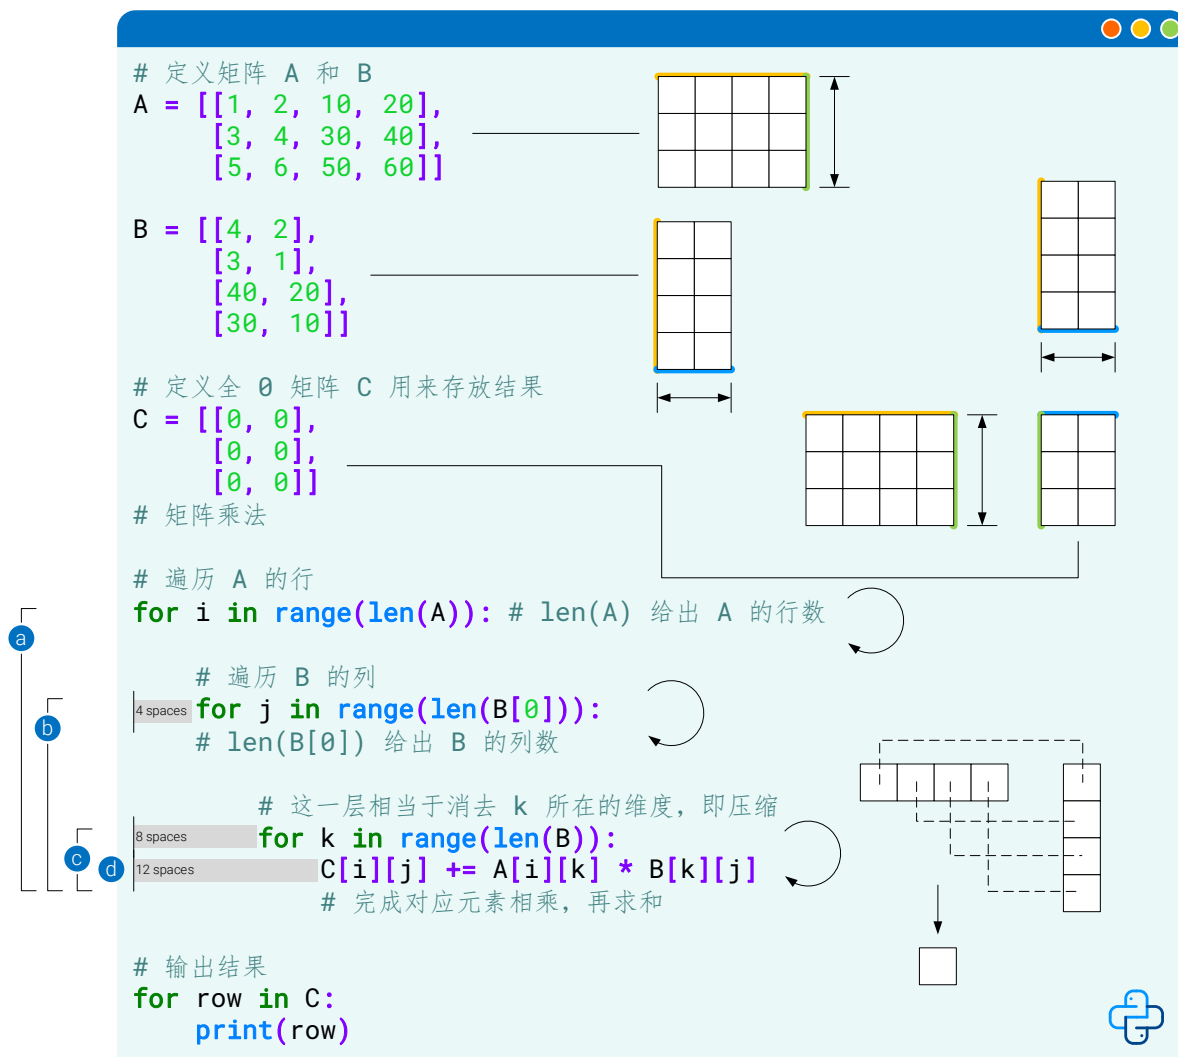 # 定义矩阵 A 和 B
A = [[1, 2, 10, 20],
     [3, 4, 30, 40],
     [5, 6, 50, 60]]
B = [[4, 2],
     [3, 1],
     [40, 20],
     [30, 10]]
# 定义全 0 矩阵 C 用来存放结果
C = [[0, 0],
     [0, 0],
     [0, 0]]
# 矩阵乘法
# 遍历 A 的行
for i in range(len(A)): # len(A) 给出 A 的行数
a
    # 遍历 B 的列
b
4 spaces for j in range(len(B[0])):
    # len(B[0]) 给出 B 的列数
        # 这一层相当于消去 k 所在的维度，即压缩
8 spaces for k in range(len(B)):
c
d
12 spaces C[i][j] += A[i][k] * B[k][j]
            # 完成对应元素相乘，再求和
# 输出结果
for row in C:
    print(row)